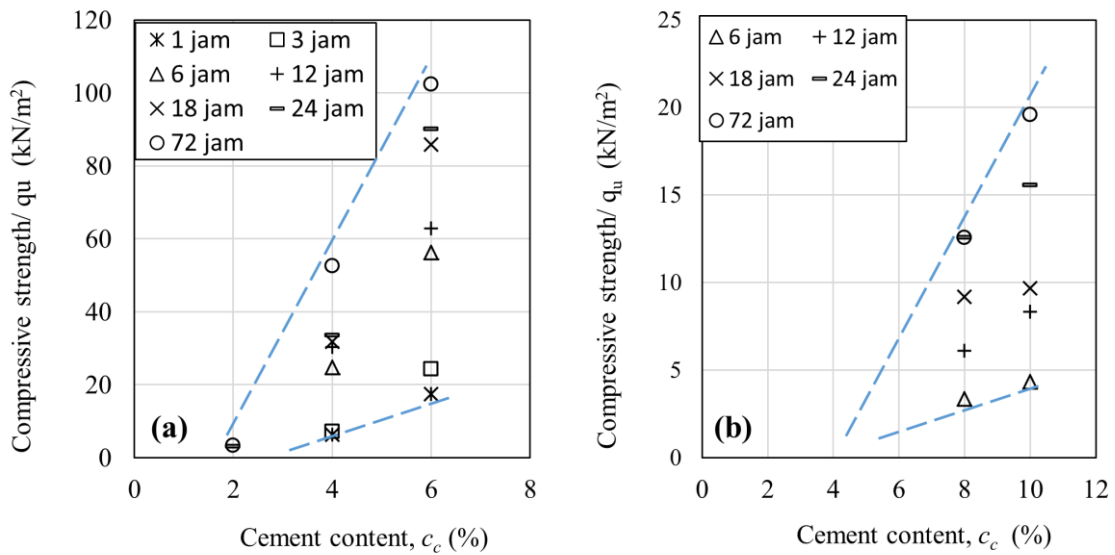 120
100
80
60
40
20
0
0 2 4 6 8
Compressive strength/ qu (kN/m²)
Cement content, c_c (%)
1 jam 3 jam
6 jam 12 jam
18 jam 24 jam
72 jam
(a)
25
20
15
10
5
0
0 2 4 6 8 10 12
Compressive strength/ q_u (kN/m²)
Cement content, c_c (%)
6 jam 12 jam
18 jam 24 jam
72 jam
(b)